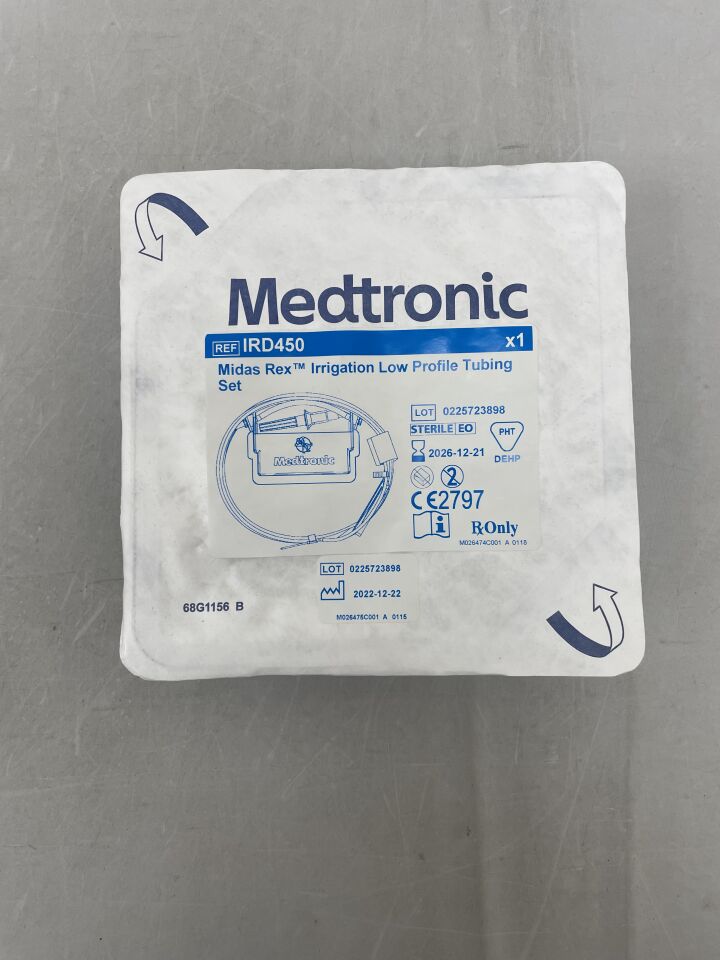 Medtronic
REF IRD450 x1
Midas Rex™ Irrigation Low Profile Tubing
Set
Medtronic
LOT 0225723898
STERILE EO
PHT
DEHP
2026-12-21
2
CE2797
i
RxOnly
M026474C001 A 0118
LOT 0225723898
2022-12-22
M026475C001 A 0115
68G1156 B